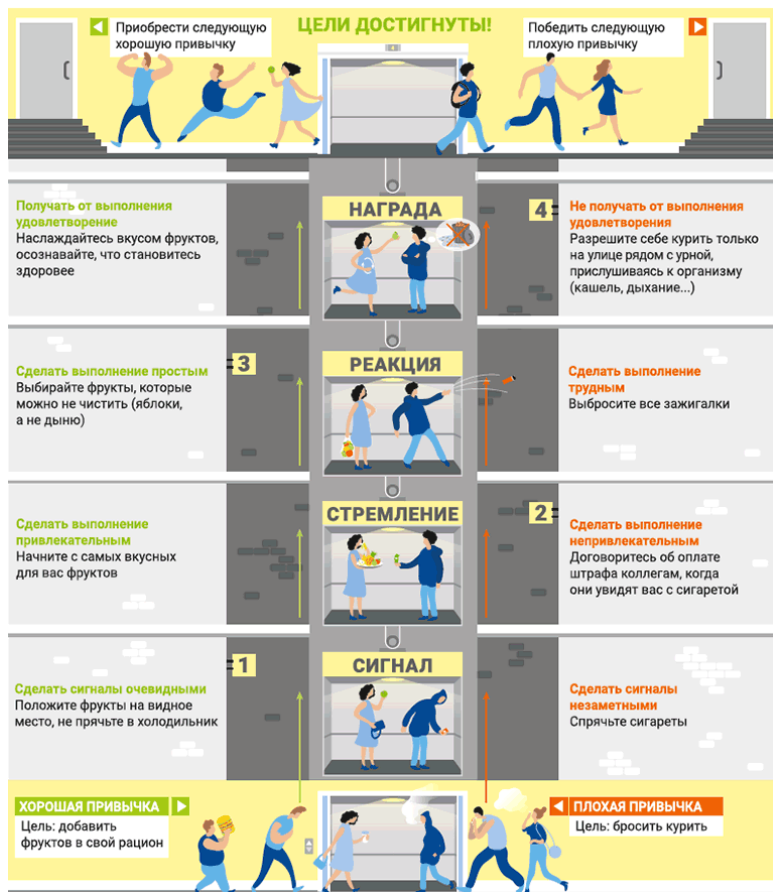 ЦЕЛИ ДОСТИГНУТЫ!
Приобрести следующую
хорошую привычку
Победить следующую
плохую привычку
НАГРАДА
4
Получать от выполнения
удовлетворение
Наслаждайтесь вкусом фруктов,
осознавайте, что становитесь
здоровее
Не получать от выполнения
удовлетворения
Разрешите себе курить только
на улице рядом с урной,
прислушиваясь к организму
(кашель, дыхание...)
3
РЕАКЦИЯ
Сделать выполнение простым
Выбирайте фрукты, которые
можно не чистить (яблоки,
а не дыню)
Сделать выполнение
трудным
Выбросите все зажигалки
СТРЕМЛЕНИЕ
2
Сделать выполнение
привлекательным
Начните с самых вкусных
для вас фруктов
Сделать выполнение
непривлекательным
Договоритесь об оплате
штрафа коллегам, когда
они увидят вас с сигаретой
1
СИГНАЛ
Сделать сигналы очевидными
Положите фрукты на видное
место, не прячьте в холодильник
Сделать сигналы
незаметными
Спрячьте сигареты
ХОРОШАЯ ПРИВЫЧКА
Цель: добавить
фруктов в свой рацион
ПЛОХАЯ ПРИВЫЧКА
Цель: бросить курить